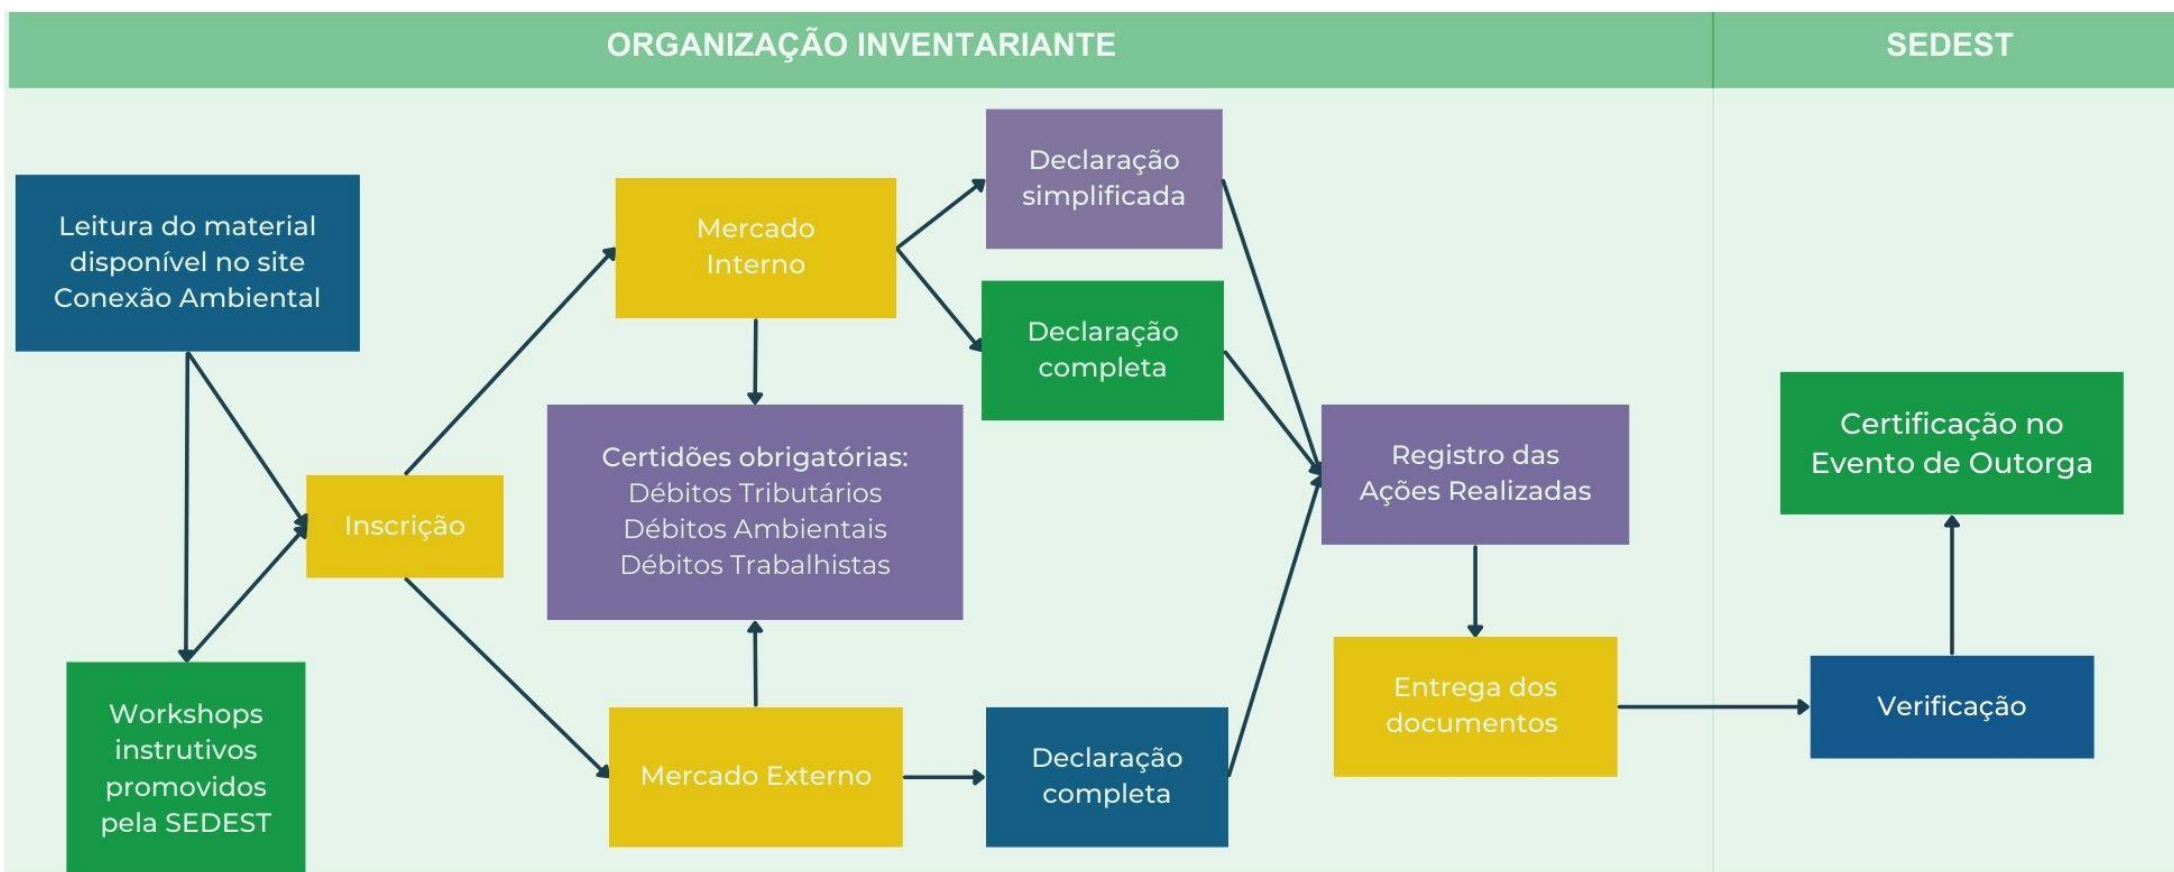 ORGANIZAÇÃO INVENTARIANTE
SEDEST
Leitura do material
disponível no site
Conexão Ambiental
Workshops
instrutivos
promovidos
pela SEDEST
Inscrição
Mercado
Interno
Certidões obrigatórias:
Débitos Tributários
Débitos Ambientais
Débitos Trabalhistas
Mercado Externo
Declaração
simplificada
Declaração
completa
Declaração
completa
Registro das
Ações Realizadas
Entrega dos
documentos
Verificação
Certificação no
Evento de Outorga